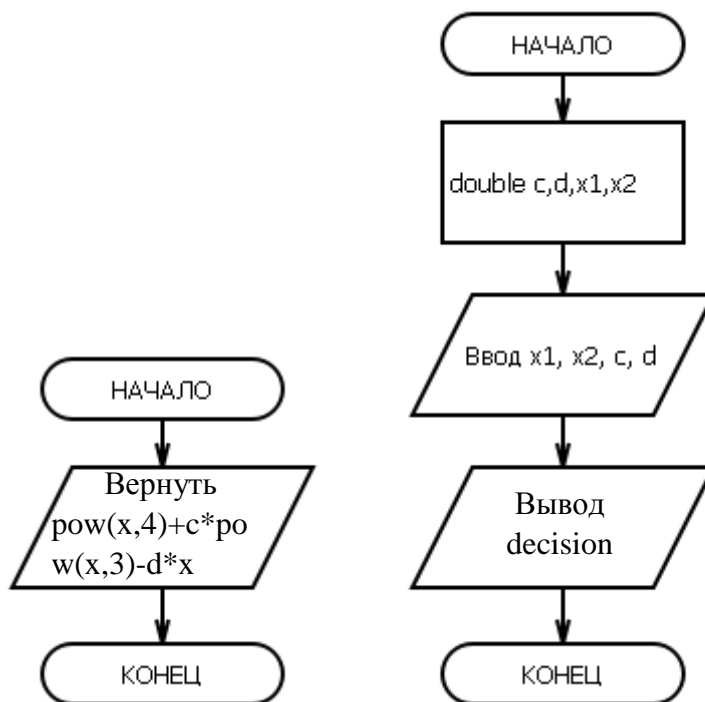 НАЧАЛО
Вернуть
pow(x,4)+c*po
w(x,3)-d*x
КОНЕЦ
НАЧАЛО
double c,d,x1,x2
Ввод x1, x2, c, d
Вывод
decision
КОНЕЦ